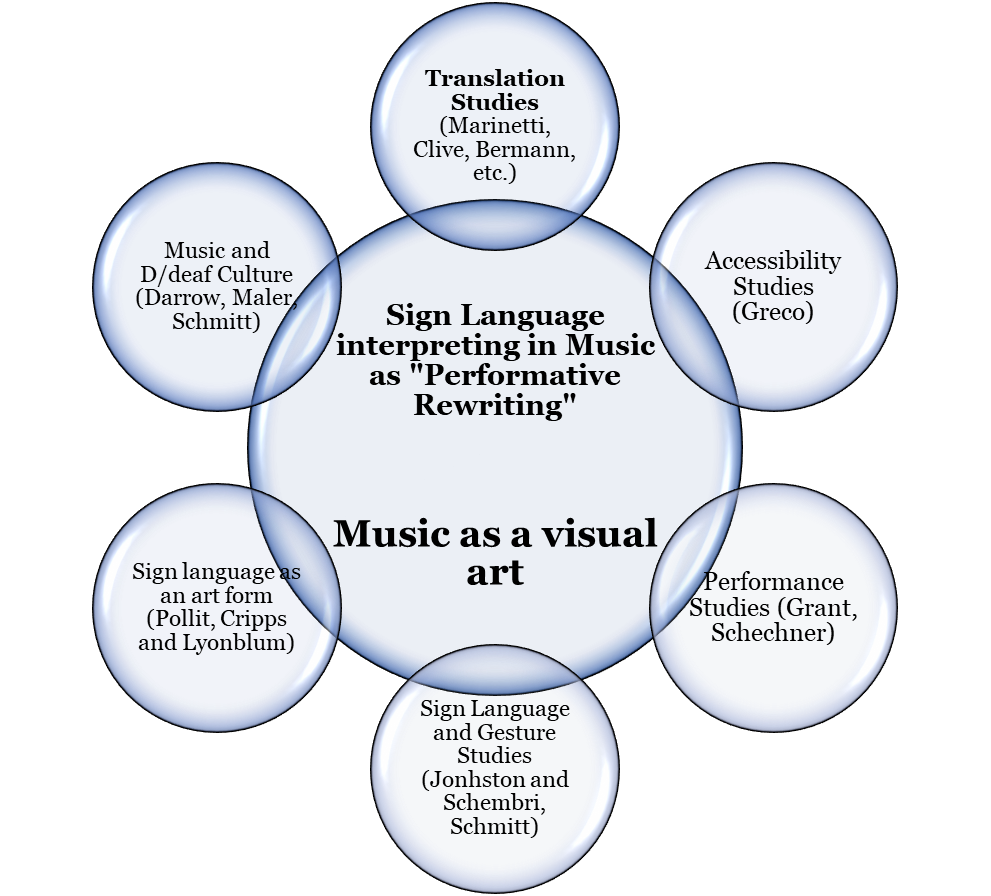 Translation
Studies
(Marinetti,
Clive, Bermann,
etc.)
Music and
D/deaf Culture
(Darrow, Maler,
Schmitt)
Accessibility
Studies
(Greco)
Sign Language
interpreting in Music
as "Performative
Rewriting"
Music as a visual
art
Sign language as
an art form
(Pollit, Cripps
and Lyonblum)
Performance
Studies (Grant,
Schechner)
Sign Language
and Gesture
Studies
(Jonhston and
Schembri,
Schmitt)